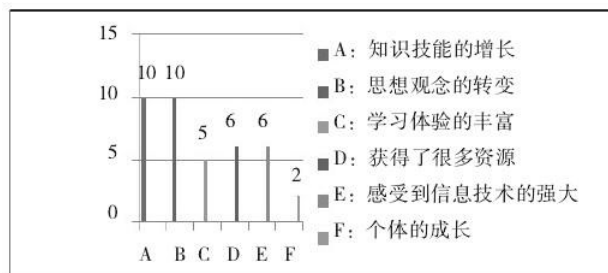 15
10
5
0
10 10 5 6 6 2
A B C D E F
A：知识技能的增长
B：思想观念的转变
C：学习体验的丰富
D：获得了很多资源
E：感受到信息技术的强大
F：个体的成长